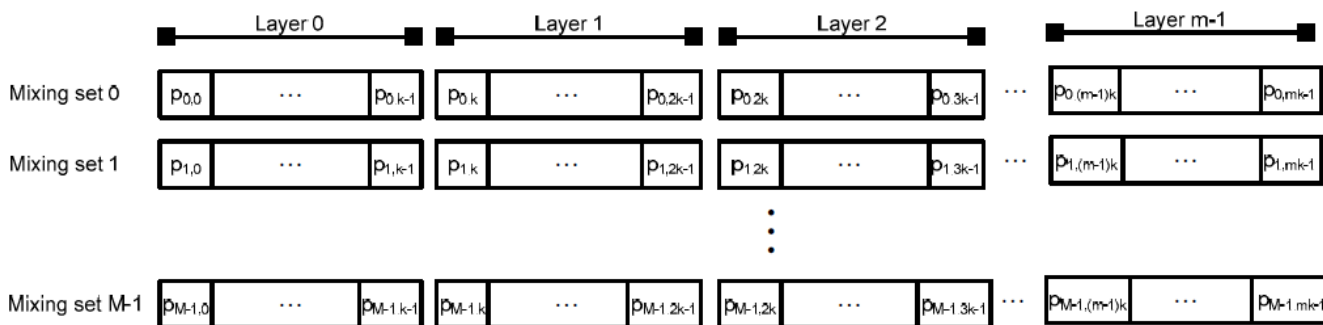 Layer 0 Layer 1 Layer 2 Layer m-1
Mixing set 0 p0,0 ... p0 k-1 p0 k ... p0,2k-1 p0 2k ... p0 3k-1 ... p0 (m-1)k ... p0,mk-1
Mixing set 1 p1,0 ... p1,k-1 p1 k ... p1,2k-1 p1 2k ... p1 3k-1 ... p1,(m-1)k ... p1,mk-1
Mixing set M-1 pM-1,0 ... pM-1 k-1 pM-1 k ... pM-1 2k-1 pM-1,2k ... pM-1 3k-1 ... pM-1,(m-1)k ... pM-1 mk-1